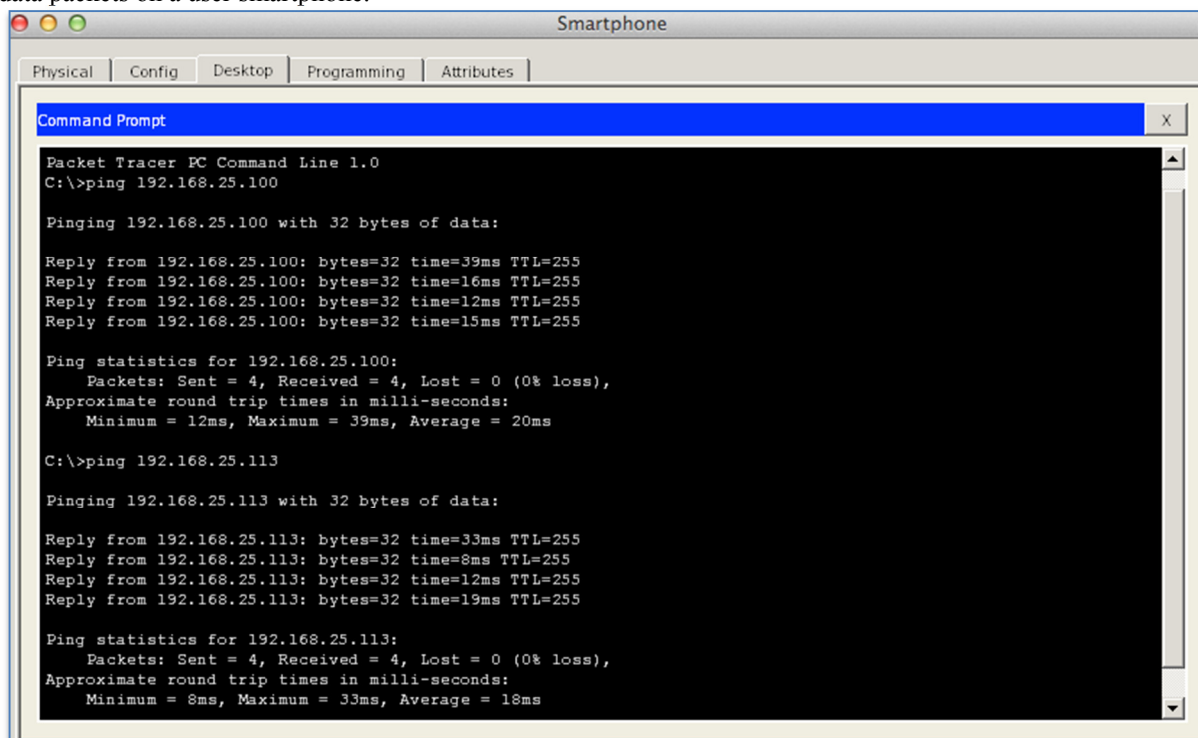 data packets on a user smartphone.
Smartphone
Physical Config Desktop Programming Attributes
Command Prompt X
Packet Tracer PC Command Line 1.0
C:\>ping 192.168.25.100
Pinging 192.168.25.100 with 32 bytes of data:
Reply from 192.168.25.100: bytes=32 time=39ms TTL=255
Reply from 192.168.25.100: bytes=32 time=16ms TTL=255
Reply from 192.168.25.100: bytes=32 time=12ms TTL=255
Reply from 192.168.25.100: bytes=32 time=15ms TTL=255
Ping statistics for 192.168.25.100:
Packets: Sent = 4, Received = 4, Lost = 0 (0% loss),
Approximate round trip times in milli-seconds:
Minimum = 12ms, Maximum = 39ms, Average = 20ms
C:\>ping 192.168.25.113
Pinging 192.168.25.113 with 32 bytes of data:
Reply from 192.168.25.113: bytes=32 time=33ms TTL=255
Reply from 192.168.25.113: bytes=32 time=8ms TTL=255
Reply from 192.168.25.113: bytes=32 time=12ms TTL=255
Reply from 192.168.25.113: bytes=32 time=19ms TTL=255
Ping statistics for 192.168.25.113:
Packets: Sent = 4, Received = 4, Lost = 0 (0% loss),
Approximate round trip times in milli-seconds:
Minimum = 8ms, Maximum = 33ms, Average = 18ms